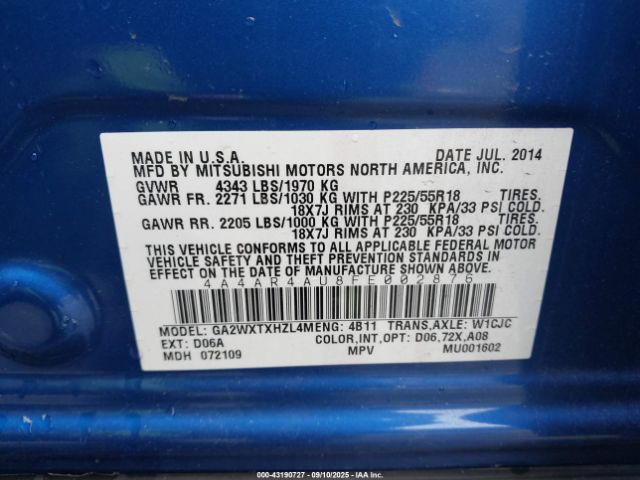 MADE IN U.S.A. DATE JUL. 2014
MFD BY MITSUBISHI MOTORS NORTH AMERICA, INC.
GVWR 4343 LBS/1970 KG
GAWR FR. 2271 LBS/1030 KG WITH P225/55R18 TIRES.
18X7J RIMS AT 230 KPA/33 PSI COLD.
GAWR RR. 2205 LBS/1000 KG WITH P225/55R18 TIRES.
18X7J RIMS AT 230 KPA/33 PSI COLD.
THIS VEHICLE CONFORMS TO ALL APPLICABLE FEDERAL MOTOR
VEHICLE SAFETY AND THEFT PREVENTION STANDARDS IN
EFFECT ON THE DATE OF MANUFACTURE SHOWN ABOVE.
4A4AR4AU8FE002876
MODEL: GA2WXTXHZL4MENG: 4B11 TRANS,AXLE: W1CJC
EXT: D06A COLOR,INT,OPT: D06,72X,A08
MDH 072109 MPV MU001602
©2025 - 43190727 - 09/10/2025 - IAA Inc.